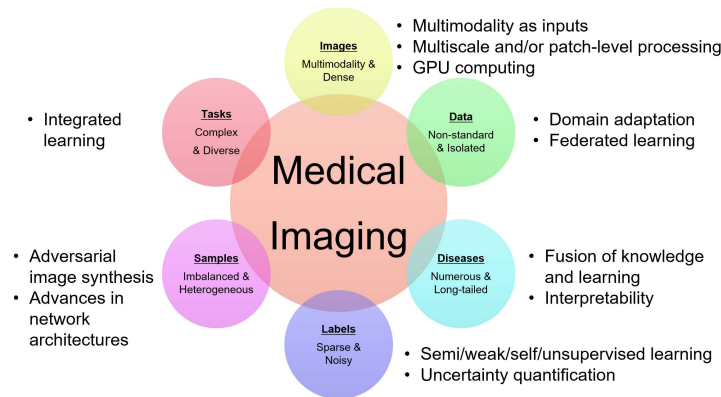 Images
Multimodality &
Dense
• Multimodality as inputs
• Multiscale and/or patch-level processing
• GPU computing
Tasks
Complex
& Diverse
• Integrated
learning
Data
Non-standard
& Isolated
• Domain adaptation
• Federated learning
Medical
Imaging
Samples
Imbalanced &
Heterogeneous
• Adversarial
image synthesis
• Advances in
network
architectures
Diseases
Numerous &
Long-tailed
• Fusion of knowledge
and learning
• Interpretability
Labels
Sparse &
Noisy
• Semi/weak/self/unsupervised learning
• Uncertainty quantification